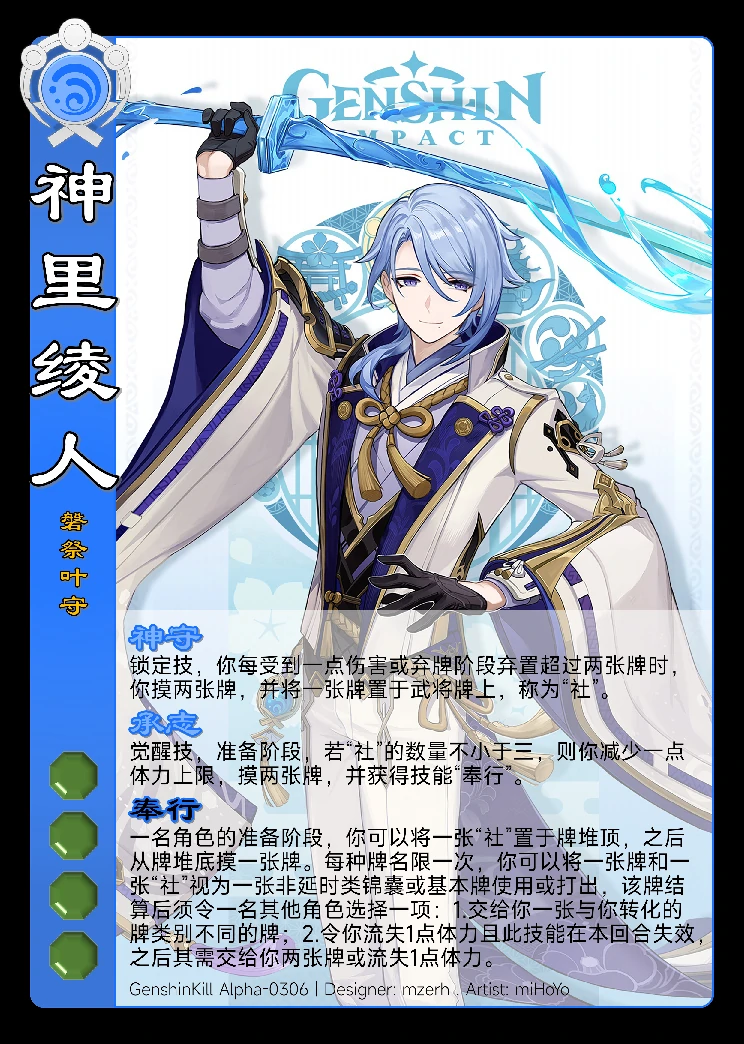 GENSHIN
IMPACT
神里绫人
磐祭叶守
神守
锁定技，你每受到一点伤害或弃牌阶段弃置超过两张牌时，
你摸两张牌，并将一张牌置于武将牌上，称为“社”。
承志
觉醒技，准备阶段，若“社”的数量不小于三，则你减少一点
体力上限，摸两张牌，并获得技能“奉行”。
奉行
一名角色的准备阶段，你可以将一张“社”置于牌堆顶，之后
从牌堆底摸一张牌。每种牌名限一次，你可以将一张牌和一
张“社”视为一张非延时类锦囊或基本牌使用或打出，该牌结
算后须令一名其他角色选择一项：1.交给你一张与你转化的
牌类别不同的牌；2.令你流失1点体力且此技能在本回合失效，
之后其需交给你两张牌或流失1点体力。
GenshinKill Alpha-0306 | Designer: mzerh . Artist: miHoYo